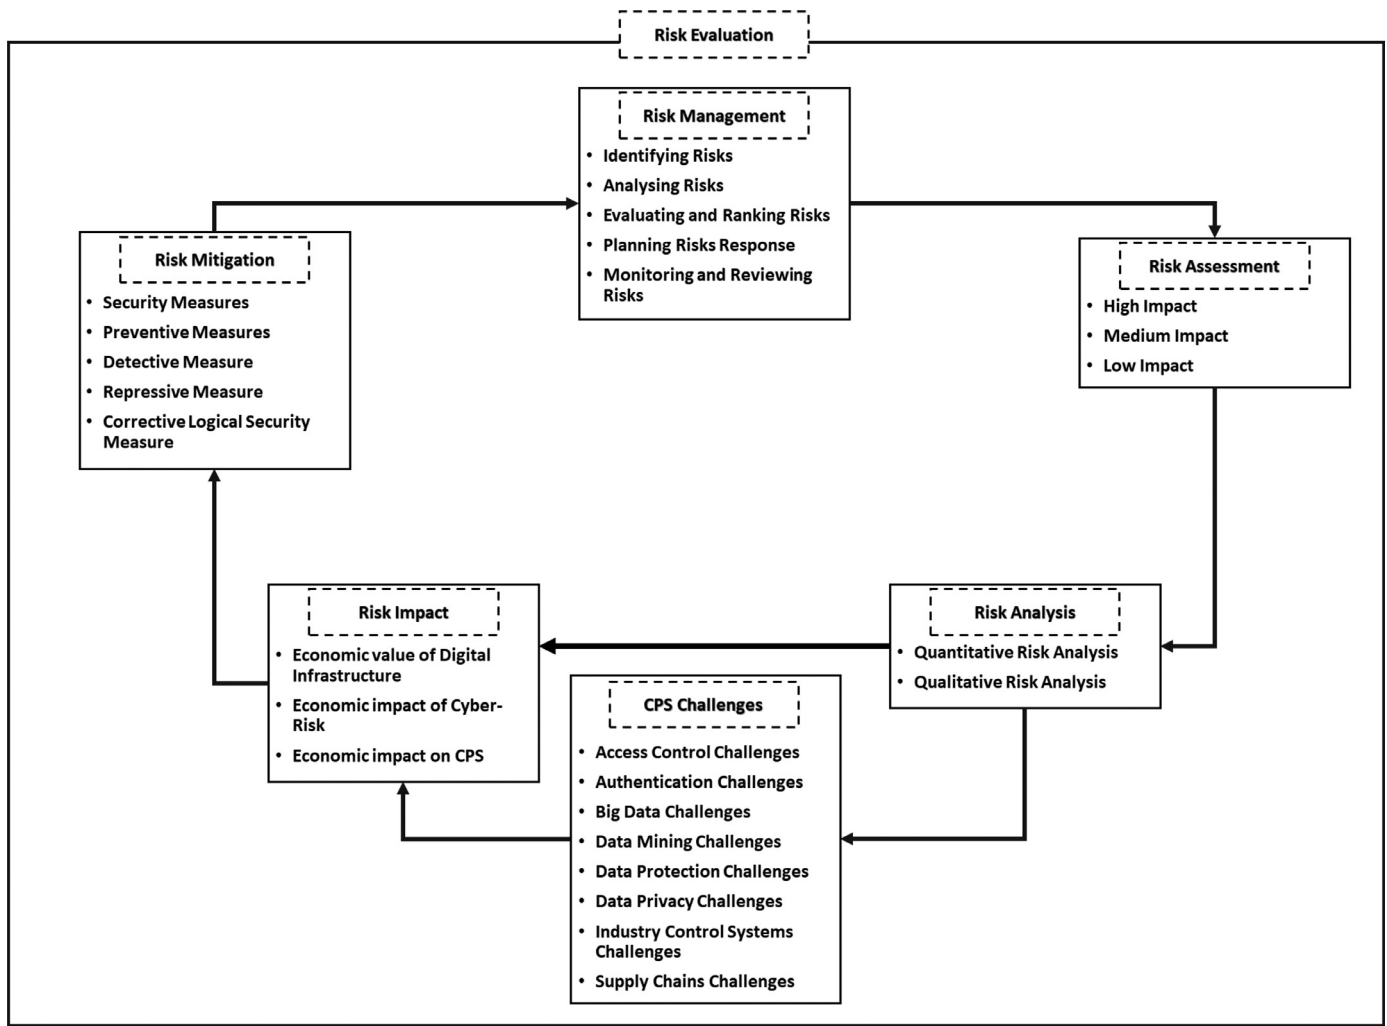 Risk Evaluation
Risk Management
• Identifying Risks
• Analysing Risks
• Evaluating and Ranking Risks
• Planning Risks Response
• Monitoring and Reviewing
Risks
Risk Assessment
• High Impact
• Medium Impact
• Low Impact
Risk Mitigation
• Security Measures
• Preventive Measures
• Detective Measure
• Repressive Measure
• Corrective Logical Security
Measure
Risk Impact
• Economic value of Digital
Infrastructure
• Economic impact of Cyber-
Risk
• Economic impact on CPS
Risk Analysis
• Quantitative Risk Analysis
• Qualitative Risk Analysis
CPS Challenges
• Access Control Challenges
• Authentication Challenges
• Big Data Challenges
• Data Mining Challenges
• Data Protection Challenges
• Data Privacy Challenges
• Industry Control Systems
Challenges
• Supply Chains Challenges